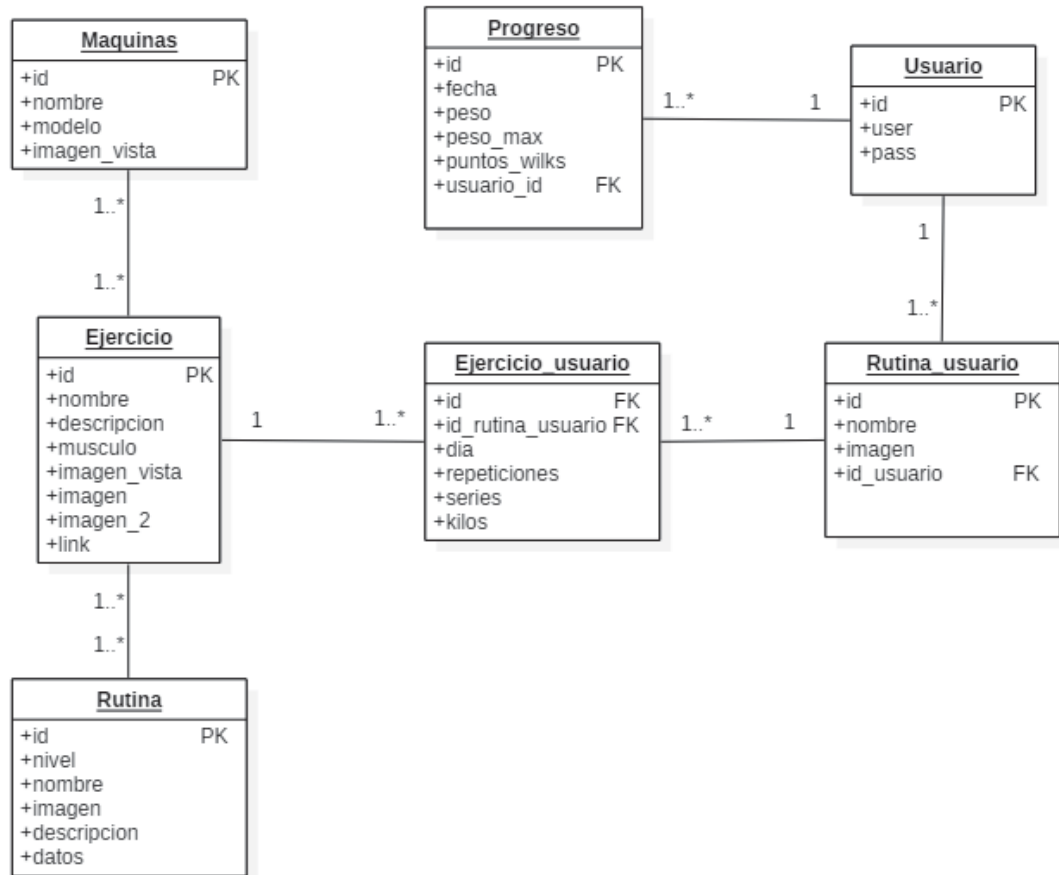 Maquinas
+id PK
+nombre
+modelo
+imagen_vista
Progreso
+id PK
+fecha
+peso
+peso_max
+puntos_wilks
+usuario_id FK
1..* 1
Usuario
+id PK
+user
+pass
1..*
1..*
1
1..*
Ejercicio
+id PK
+nombre
+descripcion
+musculo
+imagen_vista
+imagen
+imagen_2
+link
1 1..*
Ejercicio_usuario
+id FK
+id_rutina_usuario FK
+dia
+repeticiones
+series
+kilos
1..* 1
Rutina_usuario
+id PK
+nombre
+imagen
+id_usuario FK
1..*
1..*
Rutina
+id PK
+nivel
+nombre
+imagen
+descripcion
+datos